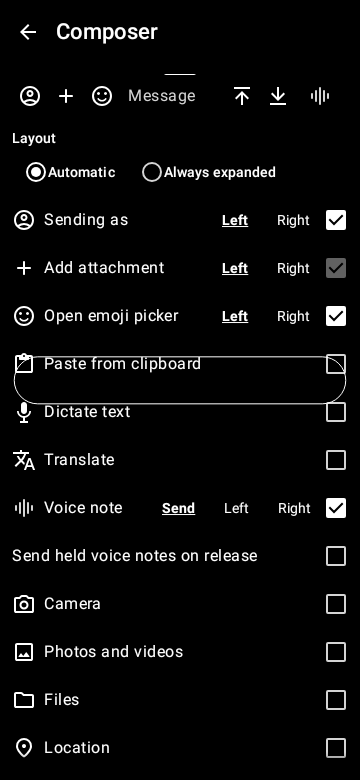 Composer
Message
Layout
Automatic Always expanded
Sending as Left Right
Add attachment Left Right
Open emoji picker Left Right
Paste from clipboard
Dictate text
Translate
Voice note Send Left Right
Send held voice notes on release
Camera
Photos and videos
Files
Location